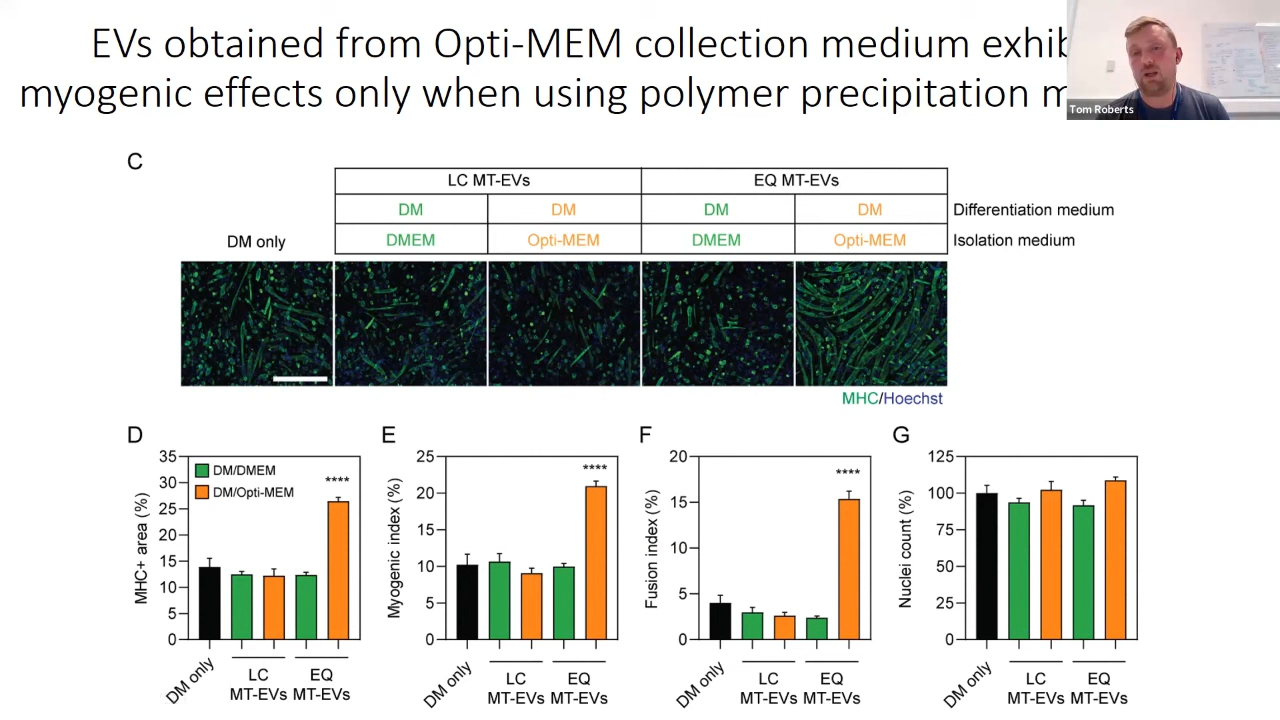 EVs obtained from Opti-MEM collection medium
myogenic effects only when using polymer precipitation
Tom Roberts
C
LC MT-EVs EQ MT-EVs
DM DM DM DM Differentiation medium
DM only DMEM Opti-MEM DMEM Opti-MEM Isolation medium
MHC/Hoechst
D
35
30
25
20
15
10
5
0
MHC+ area (%)
DM/DMEM
DM/Opti-MEM
****
DM only
LC
MT-EVs
EQ
MT-EVs
E
25
20
15
10
5
0
Myogenic index (%)
****
DM only
LC
MT-EVs
EQ
MT-EVs
F
20
15
10
5
0
Fusion index (%)
****
DM only
LC
MT-EVs
EQ
MT-EVs
G
125
100
75
50
25
0
Nuclei count (%)
DM only
LC
MT-EVs
EQ
MT-EVs